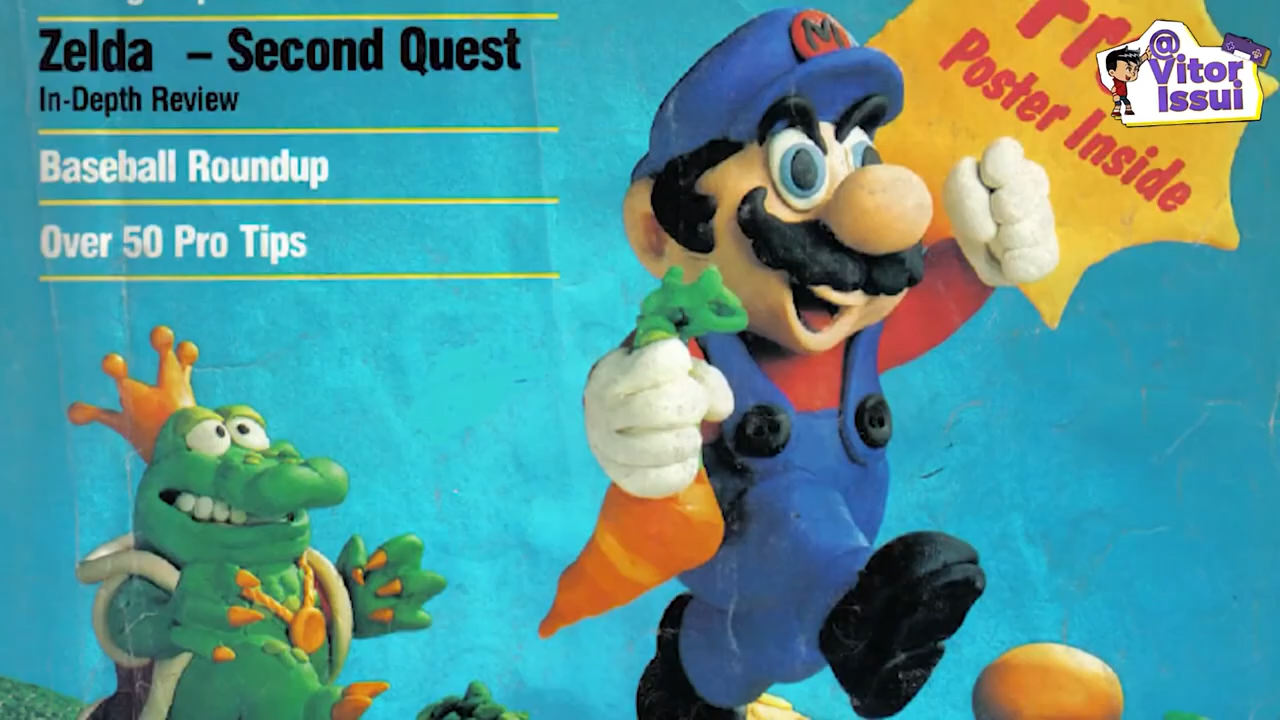 Zelda – Second Quest
In-Depth Review
Baseball Roundup
Over 50 Pro Tips
Poster Inside
M
@
Vitor
Issui